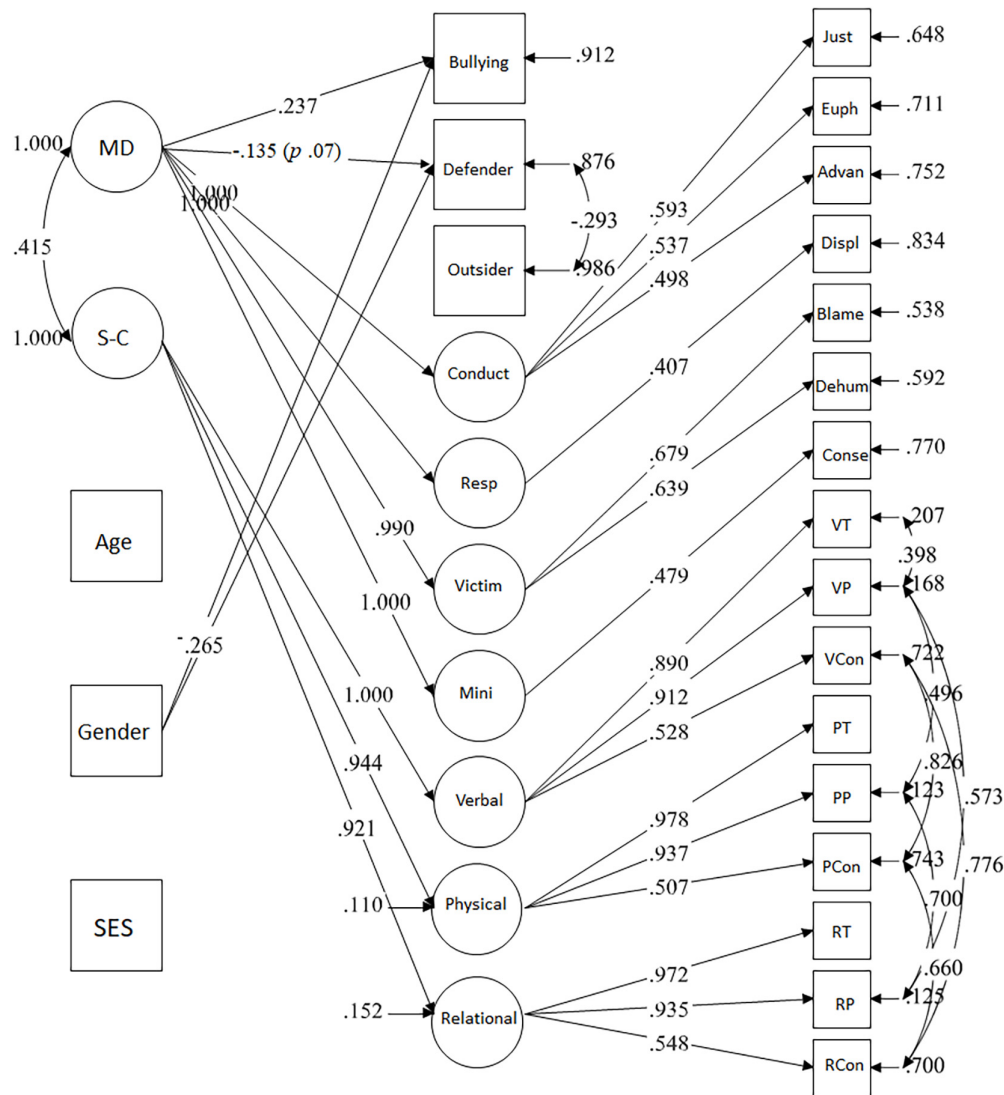 Just
.648
Bullying
.912
.237
Euph
.711
1.000
MD
-.135 (p .07)
Defender
.876
Advan
.752
1.000
1.000
.593
-.293
.537
.415
Outsider
.986
.498
Displ
.834
1.000
S-C
Blame
.538
Conduct
.407
Dehum
.592
.679
Conse
.770
Resp
.639
Age
.990
VT
.207
.398
Victim
.479
VP
.168
1.000
-.265
.890
VCon
.722
.912
.496
Gender
1.000
Mini
.528
PT
.944
.826
Verbal
PP
.123
.573
.921
.978
.937
PCon
.743
.776
SES
.110
Physical
.507
.700
RT
.972
.660
.152
Relational
.935
RP
.125
.548
RCon
.700